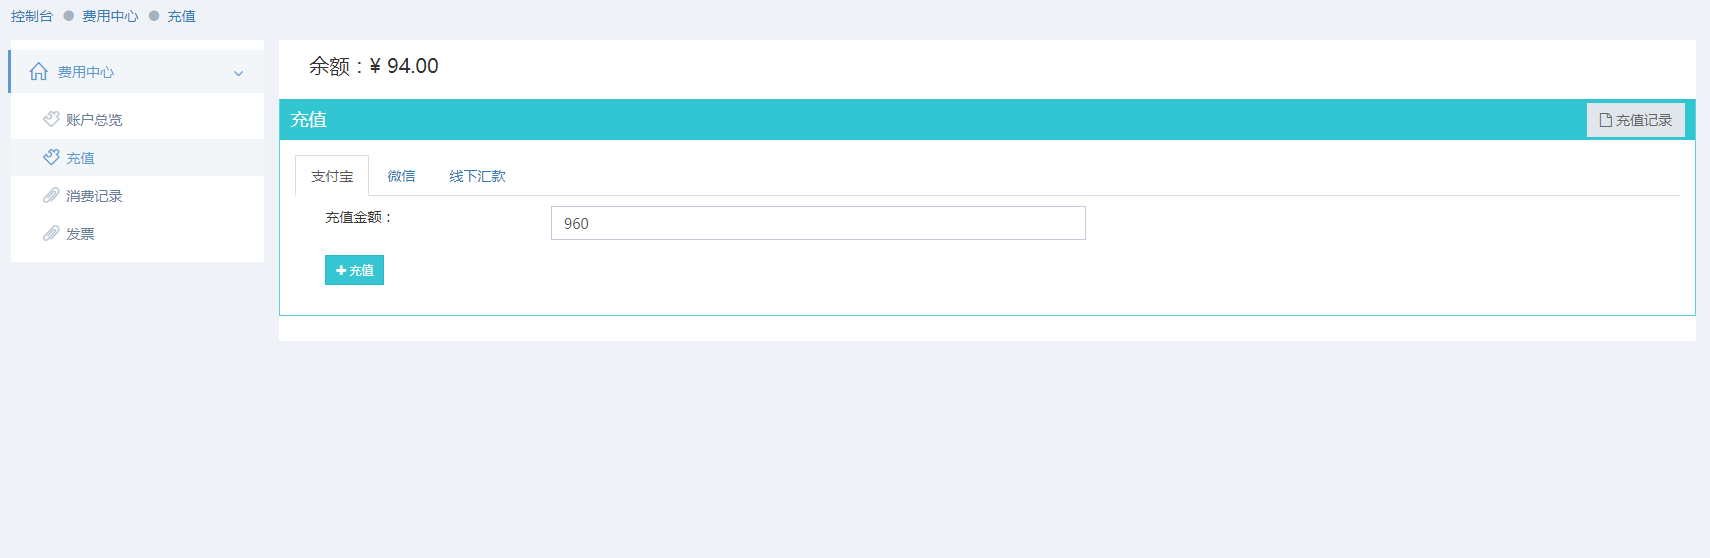 控制台 费用中心 充值
费用中心
账户总览
充值
消费记录
发票
余额：¥ 94.00
充值
充值记录
支付宝 微信 线下汇款
充值金额：
960
充值